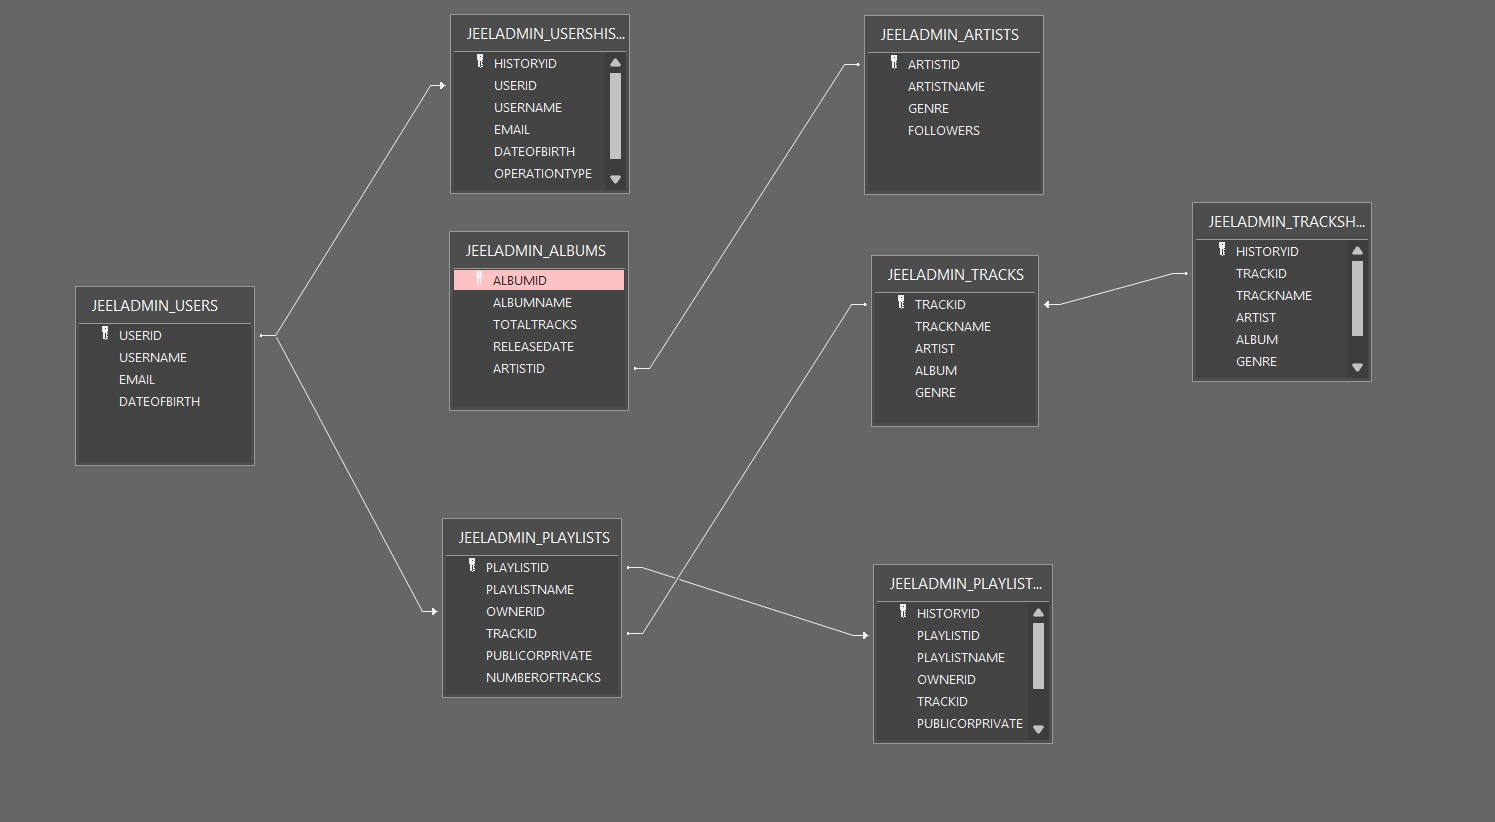 JEELADMIN_USERS
USERID
USERNAME
EMAIL
DATEOFBIRTH
JEELADMIN_USERSHIS...
HISTORYID
USERID
USERNAME
EMAIL
DATEOFBIRTH
OPERATIONTYPE
JEELADMIN_ALBUMS
ALBUMID
ALBUMNAME
TOTALTRACKS
RELEASEDATE
ARTISTID
JEELADMIN_PLAYLISTS
PLAYLISTID
PLAYLISTNAME
OWNERID
TRACKID
PUBLICORPRIVATE
NUMBEROFTRACKS
JEELADMIN_ARTISTS
ARTISTID
ARTISTNAME
GENRE
FOLLOWERS
JEELADMIN_TRACKS
TRACKID
TRACKNAME
ARTIST
ALBUM
GENRE
JEELADMIN_PLAYLIST...
HISTORYID
PLAYLISTID
PLAYLISTNAME
OWNERID
TRACKID
PUBLICORPRIVATE
JEELADMIN_TRACKSH...
HISTORYID
TRACKID
TRACKNAME
ARTIST
ALBUM
GENRE